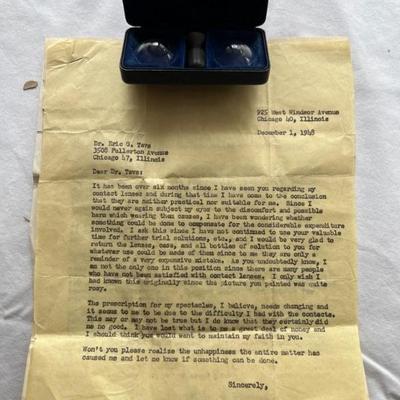 925 West Windsor Avenue
Chicago 40, Illinois
December 1, 1948
Dr. Eric G. Tavs
3508 Fullerton Avenue
Chicago 47, Illinois
Dear Dr. Tavs:
It has been over six months since I have seen you regarding my
contact lenses and during that time I have come to the conclusion
that they are neither practical nor suitable for me. Since I
would never again subject my eyes to the discomfort and possible
harm which wearing them causes, I have been wondering whether
something could be done to compensate for the considerable expenditure
involved. I ask this since I have not continued to use your valuable
time for further trial solutions, etc., and I would be very glad to
return the lenses, case, and all bottles of solution to you for
whatever use could be made of them since to me they are only a
reminder of a very expensive mistake. As you undoubtedly know, I
am not the only one in this position since there are many people
who have not been satisfied with contact lenses. I only wish I
had known this originally since the picture you painted was quite
rosy.
The prescription for my spectacles, I believe, needs changing and
it seems to me to be due to the difficulty I had with the contacts.
This may or may not be true but I do know that they certainly did
me no good. I have lost what is to me a great deal of money and
I should think you would want to maintain my faith in you.
Won't you please realize the unhappiness the entire matter has
caused me and let me know if something can be done.
Sincerely,